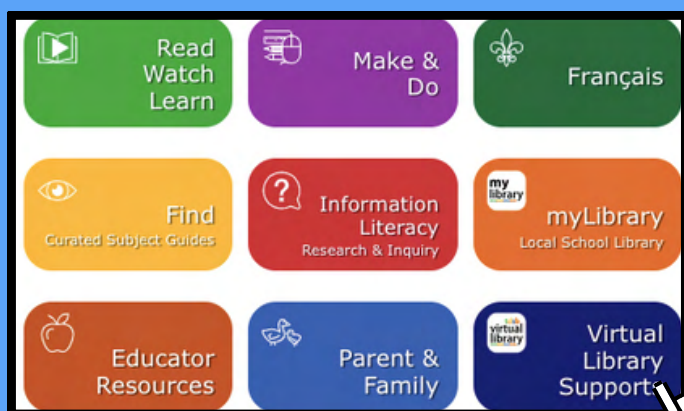 Read
Watch
Learn
Make &
Do
Français
Find
Curated Subject Guides
?
Information
Literacy
Research & Inquiry
my
library
myLibrary
Local School Library
Educator
Resources
Parent &
Family
virtual
library
Virtual
Library
Supports